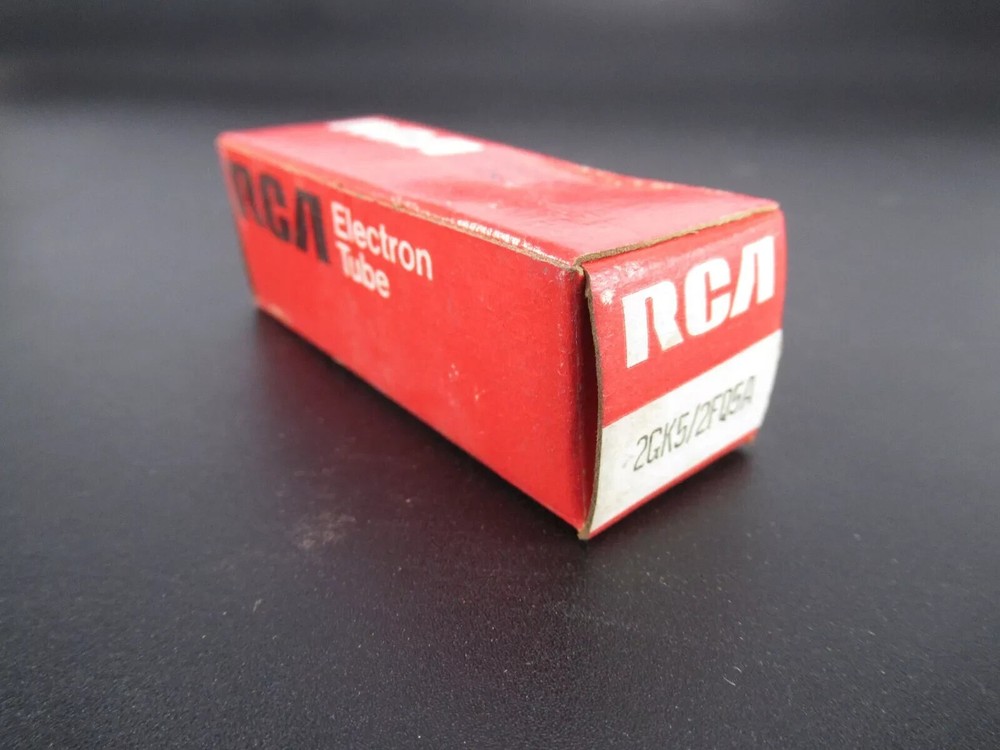 RCA
Electron
Tube
RCA
2GK5/2FQ5A